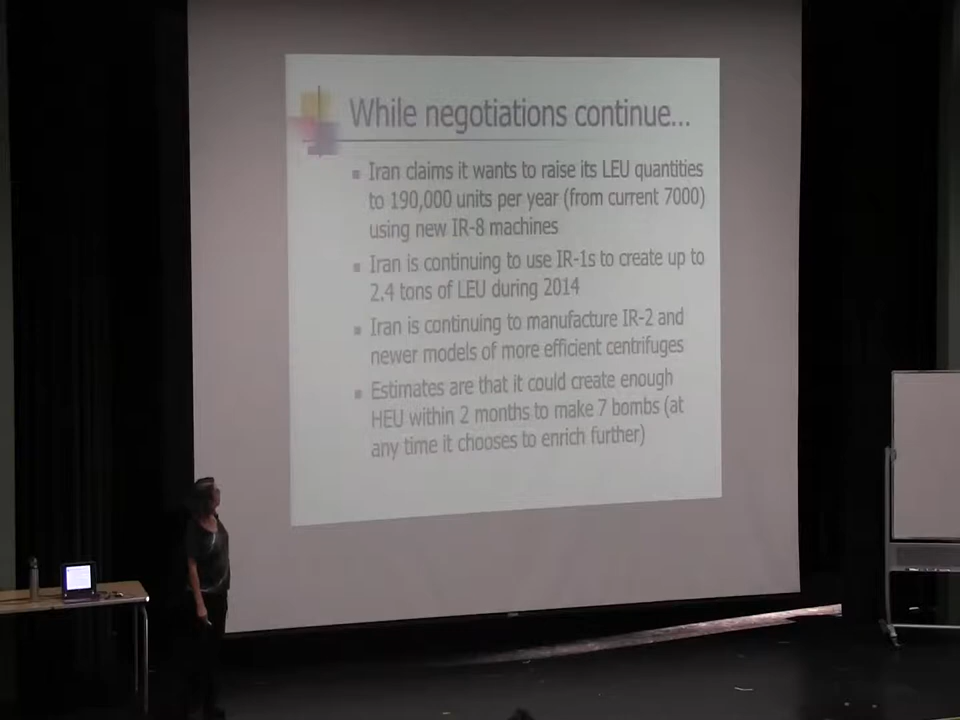 While negotiations continue...
Iran claims it wants to raise its LEU quantities
to 190,000 units per year (from current 7000)
using new IR-8 machines
Iran is continuing to use IR-1s to create up to
2.4 tons of LEU during 2014
Iran is continuing to manufacture IR-2 and
newer models of more efficient centrifuges
Estimates are that it could create enough
HEU within 2 months to make 7 bombs (at
any time it chooses to enrich further)